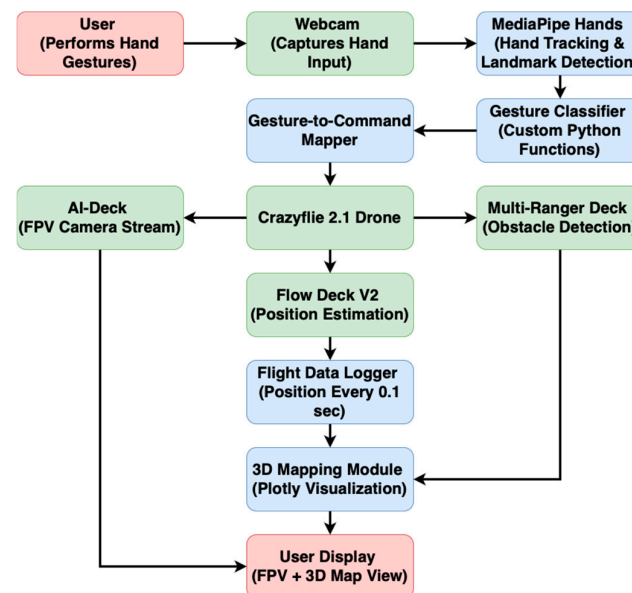 User
(Performs Hand
Gestures)
Webcam
(Captures Hand
Input)
MediaPipe Hands
(Hand Tracking &
Landmark Detection)
Gesture-to-Command
Mapper
Gesture Classifier
(Custom Python
Functions)
AI-Deck
(FPV Camera Stream)
Crazyflie 2.1 Drone
Multi-Ranger Deck
(Obstacle Detection)
Flow Deck V2
(Position Estimation)
Flight Data Logger
(Position Every 0.1
sec)
3D Mapping Module
(Plotly Visualization)
User Display
(FPV + 3D Map View)